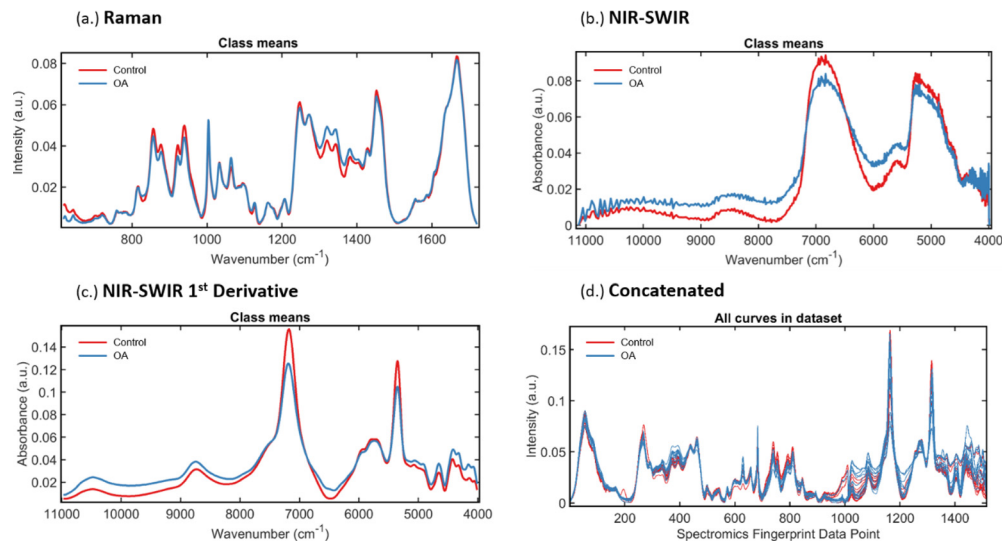 (a.) Raman
Class means
Control
OA
Intensity (a.u.)
0.08
0.06
0.04
0.02
800 1000 1200 1400 1600
Wavenumber (cm⁻¹)
(b.) NIR-SWIR
Class means
Control
OA
Absorbance (a.u.)
0.08
0.06
0.04
0.02
0
11000 10000 9000 8000 7000 6000 5000 4000
Wavenumber (cm⁻¹)
(c.) NIR-SWIR 1st Derivative
Class means
Control
OA
Absorbance (a.u.)
0.14
0.12
0.1
0.08
0.06
0.04
0.02
11000 10000 9000 8000 7000 6000 5000 4000
Wavenumber (cm⁻¹)
(d.) Concatenated
All curves in dataset
Control
OA
Intensity (a.u.)
0.15
0.1
0.05
0
200 400 600 800 1000 1200 1400
Spectromics Fingerprint Data Point